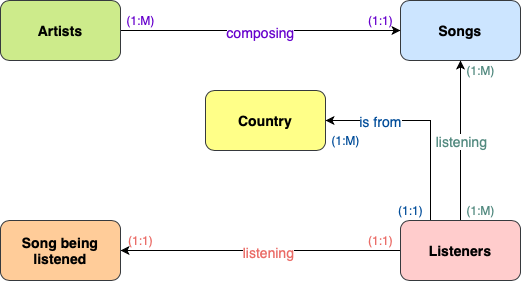 Artists
(1:M)
composing
(1:1)
Songs
(1:M)
Country
is from
(1:M)
listening
(1:1)
(1:M)
Song being
listened
(1:1)
listening
(1:1)
Listeners